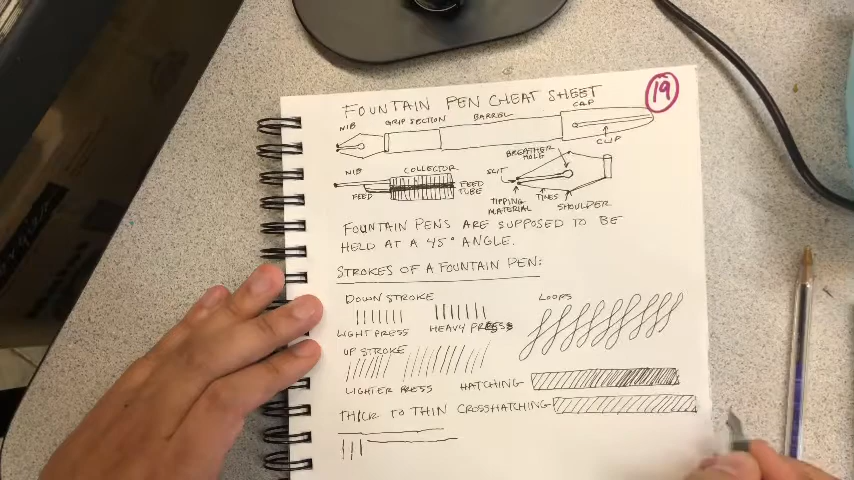 FOUNTAIN PEN CHEAT SHEET
19
NIB GRIP SECTION BARREL CAP
CLIP
NIB COLLECTOR
FEED
FEED TUBE
BREATHER HOLE
SLIT
TIPPING MATERIAL
TINES
SHOULDER
FOUNTAIN PENS ARE SUPPOSED TO BE
HELD AT A 45° ANGLE.
STROKES OF A FOUNTAIN PEN:
DOWN STROKE
LIGHT PRESS HEAVY PRESS
LOOPS
UP STROKE
LIGHTER PRESS
HATCHING
THICK TO THIN CROSSHATCHING